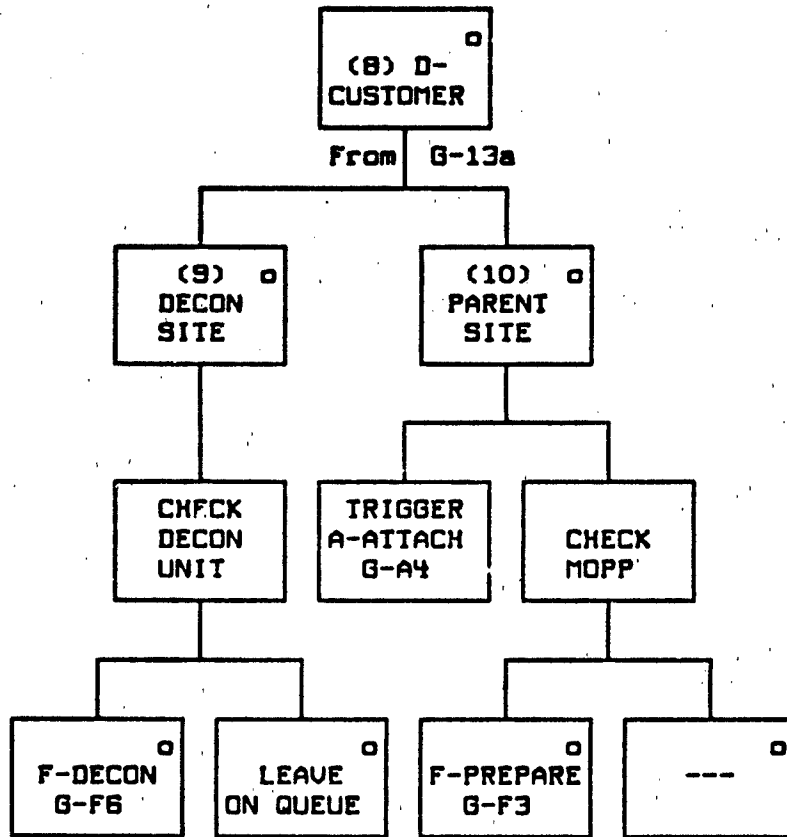 (8) D-
CUSTOMER
From G-13a
(9)
DECON
SITE
(10)
PARENT
SITE
CHECK
DECON
UNIT
TRIGGER
A-ATTACH
G-A4
CHECK
MOPP
F-DECON
G-F6
LEAVE
ON QUEUE
F-PREPARE
G-F3
---